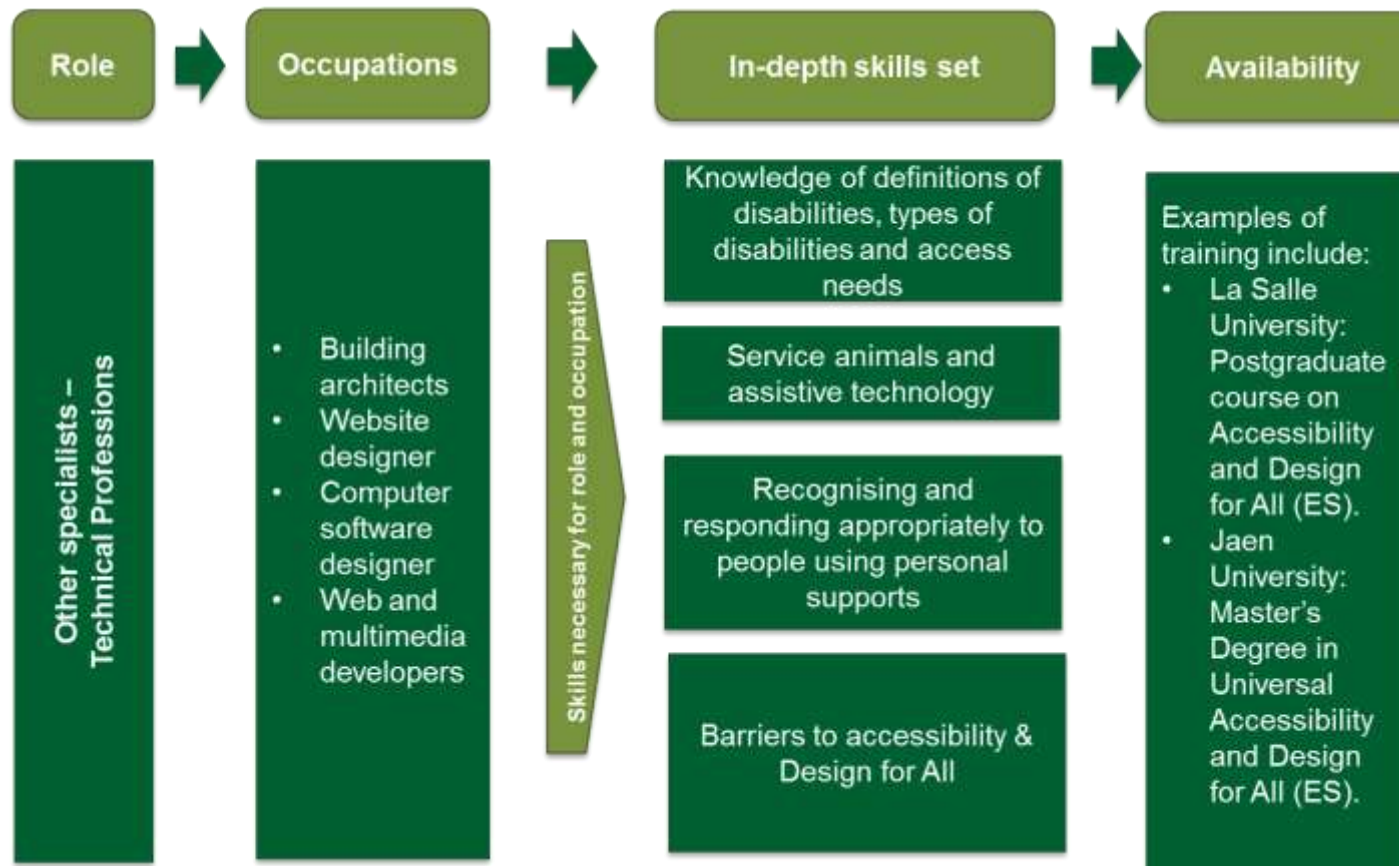 Role
Occupations
In-depth skills set
Availability
Other specialists –
Technical Professions
• Building
architects
• Website
designer
• Computer
software
designer
• Web and
multimedia
developers
Skills necessary for role and occupation
Knowledge of definitions of
disabilities, types of
disabilities and access
needs
Service animals and
assistive technology
Recognising and
responding appropriately to
people using personal
supports
Barriers to accessibility &
Design for All
Examples of
training include:
• La Salle
University:
Postgraduate
course on
Accessibility
and Design
for All (ES).
• Jaen
University:
Master's
Degree in
Universal
Accessibility
and Design
for All (ES).